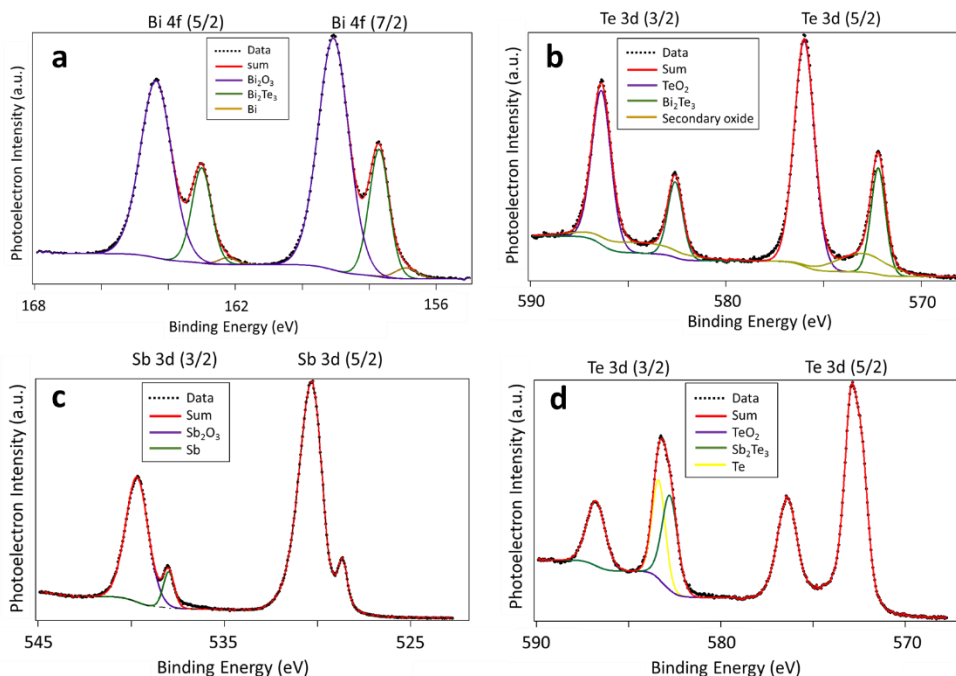 Bi 4f (5/2) Bi 4f (7/2)
a
Data
sum
Bi₂O₃
Bi₂Te₃
Bi
Photoelectron Intensity (a.u.)
168 162 156
Binding Energy (eV)
Te 3d (3/2) Te 3d (5/2)
b
Data
Sum
TeO₂
Bi₂Te₃
Secondary oxide
Photoelectron Intensity (a.u.)
590 580 570
Binding Energy (eV)
Sb 3d (3/2) Sb 3d (5/2)
c
Data
Sum
Sb₂O₃
Sb
Photoelectron Intensity (a.u.)
545 535 525
Binding Energy (eV)
Te 3d (3/2) Te 3d (5/2)
d
Data
Sum
TeO₂
Sb₂Te₃
Te
Photoelectron Intensity (a.u.)
590 580 570
Binding Energy (eV)